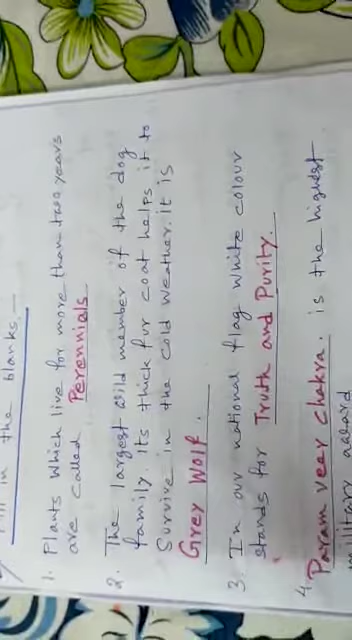 in the blanks
1. Plants which live for more than two years
are called Perennials
2. The largest wild member of the dog
family. Its thick fur coat helps it to
Survive in the cold weather. it is
Grey Wolf.
3. In our national flag white colour
stands for Truth and Purity.
4. Param veer chakra. is the highest
military award